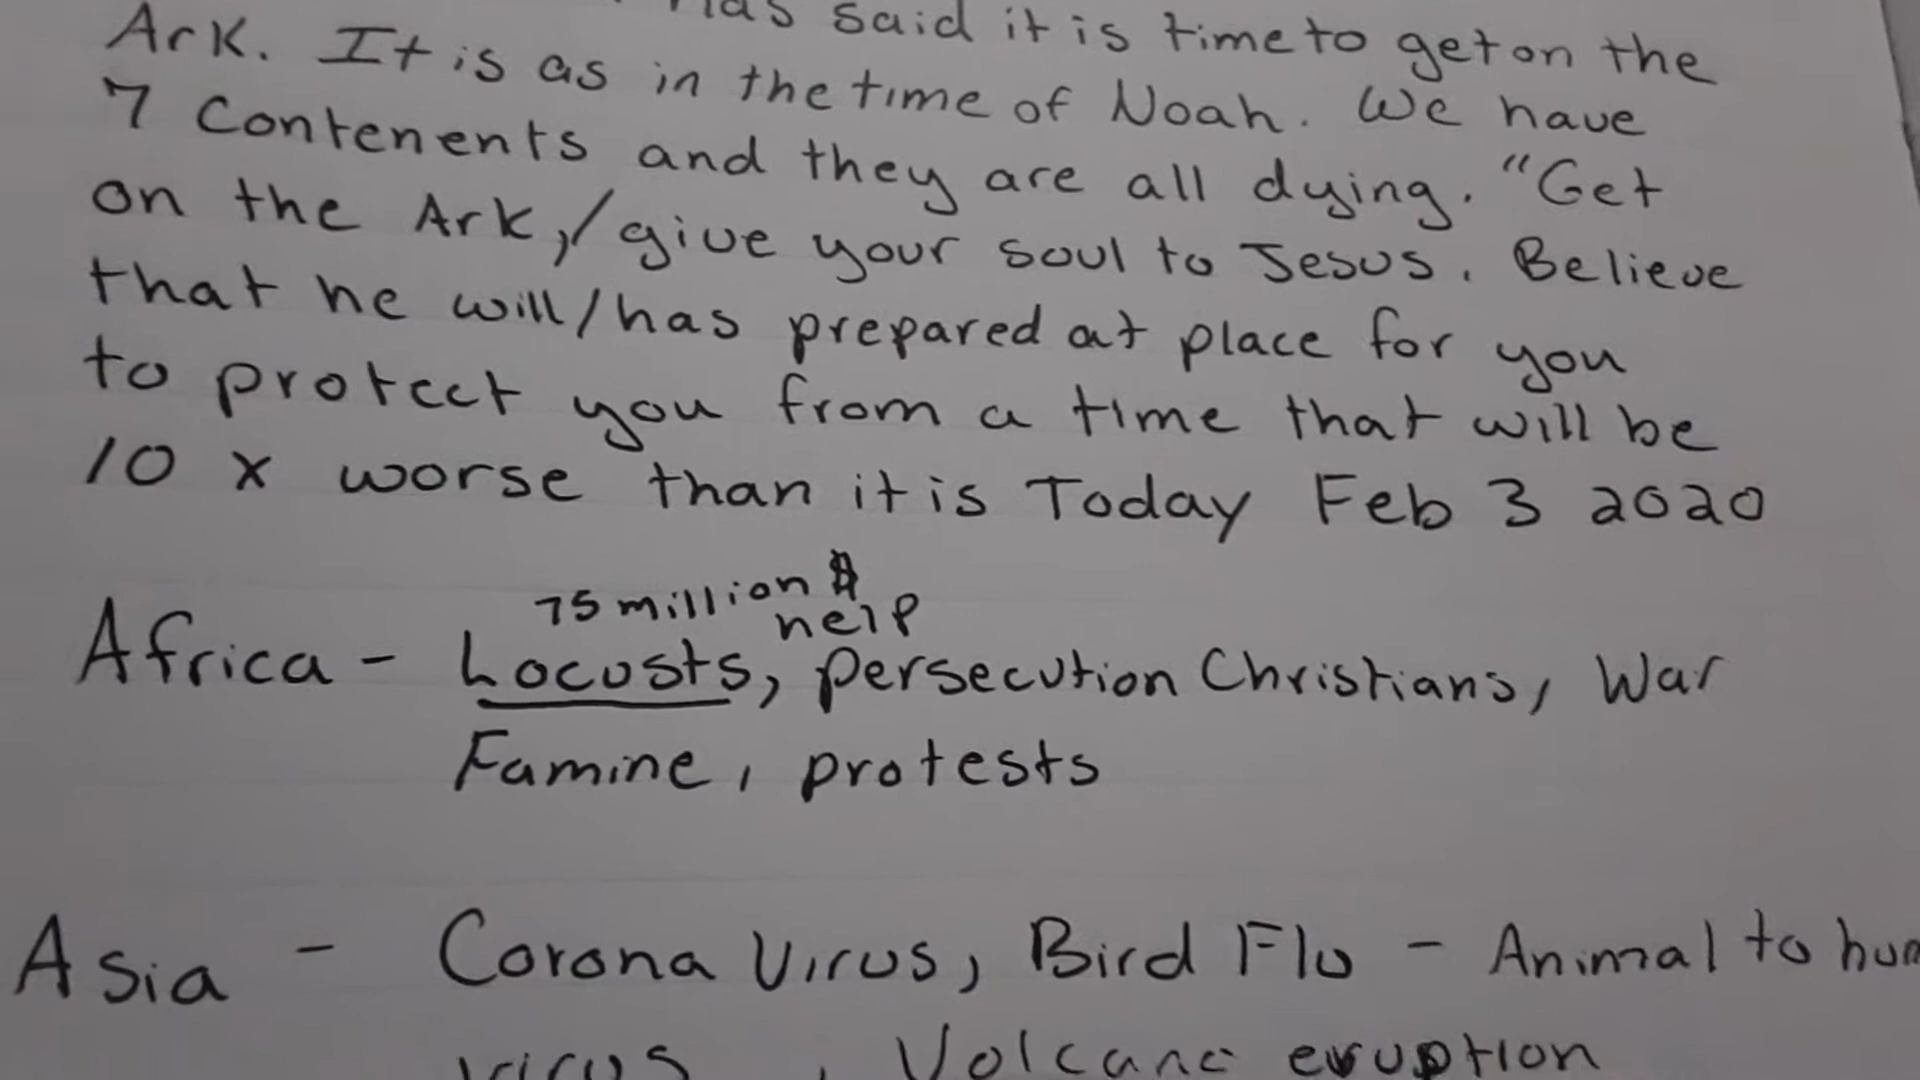 has said it is time to get on the
Ark. It is as in the time of Noah. We have
7 Contenents and they are all dying. "Get
on the Ark,/give your soul to Jesus. Believe
that he will/has prepared at place for you
to protect you from a time that will be
10 x worse than it is Today Feb 3 2020
75 million $
help
Africa - Locusts, persecution Christians, War
Famine, protests
Asia - Corona Virus, Bird Flu - Animal to hum
virus, Volcano eruption